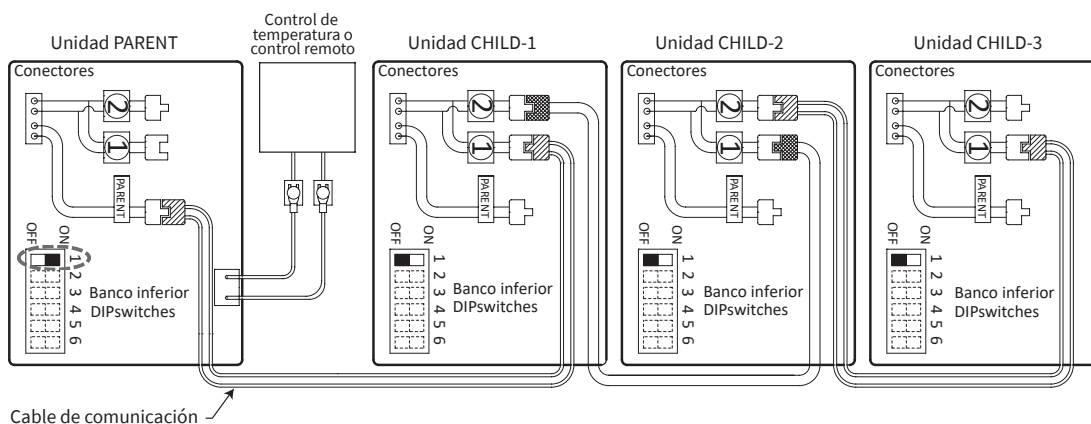 Control de
temperatura o
control remoto
Unidad PARENT
Unidad CHILD-1
Unidad CHILD-2
Unidad CHILD-3
Conectores
2
1
PARENT
OFF
ON
1
2
3
4
5
6
Banco inferior
DIPswitches
Conectores
2
1
PARENT
OFF
ON
1
2
3
4
5
6
Banco inferior
DIPswitches
Conectores
2
1
PARENT
OFF
ON
1
2
3
4
5
6
Banco inferior
DIPswitches
Conectores
2
1
PARENT
OFF
ON
1
2
3
4
5
6
Banco inferior
DIPswitches
Cable de comunicación